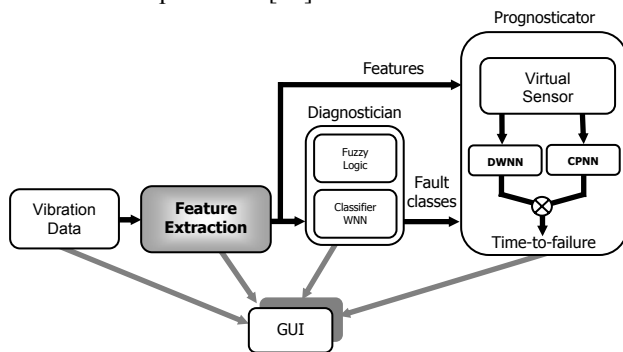 Prognosticator
Features
Virtual
Sensor
Diagnostician
Fuzzy
Logic
DWNN
CPNN
Fault
classes
Vibration
Data
Feature
Extraction
Classifier
WNN
Time-to-failure
GUI